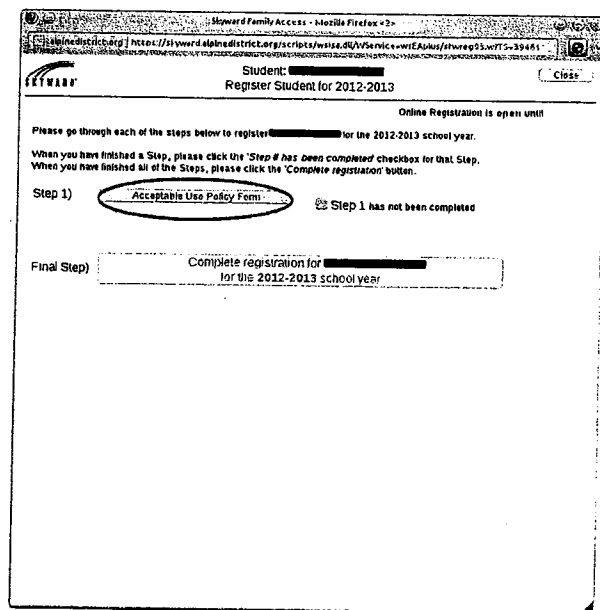 Skyward Family Access - Mozilla Firefox <2>
alpinedistrict.org https://skyward.alpinedistrict.org/scripts/wsisa.dll/WService=wsEAplus/
SKYWARD
Student:
Register Student for 2012-2013
Close
Online Registration is open until
Please go through each of the steps below to register for the 2012-2013 school year.
When you have finished a Step, please click the 'Step # has been completed' checkbox for that Step.
When you have finished all of the Steps, please click the 'Complete registration' button.
Step 1)
Acceptable Use Policy Form
Step 1 has not been completed
Final Step)
Complete registration for
for the 2012-2013 school year